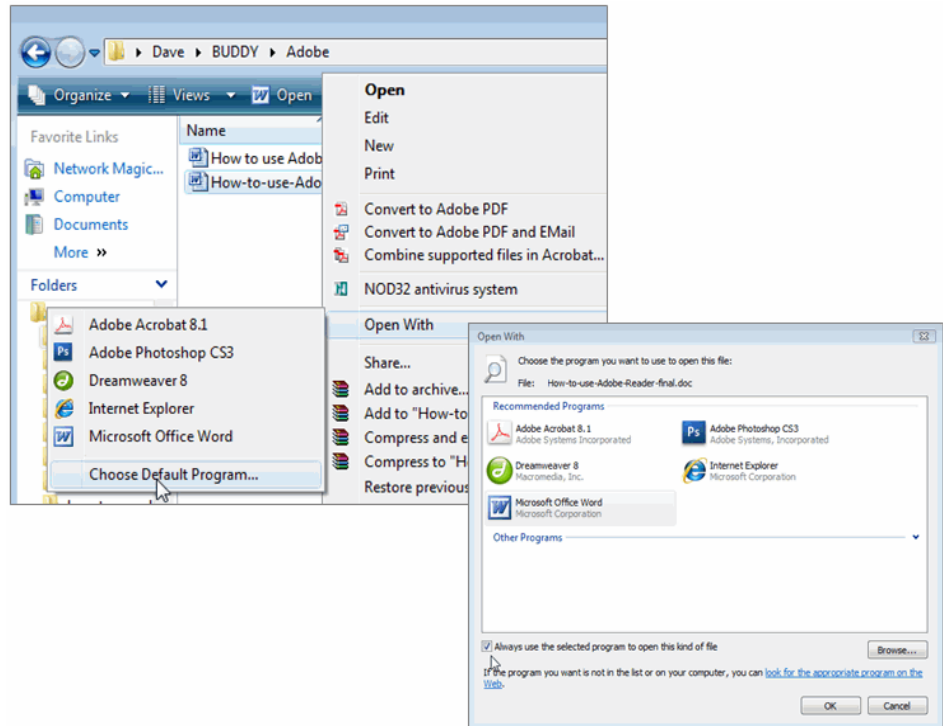 Dave ▸ BUDDY ▸ Adobe
Organize Views Open
Favorite Links
Network Magic...
Computer
Documents
More »
Folders
Name
How to use Adob
How-to-use-Ado
Open
Edit
New
Print
Convert to Adobe PDF
Convert to Adobe PDF and EMail
Combine supported files in Acrobat...
NOD32 antivirus system
Open With
Share...
Add to archive...
Add to "How-to
Compress and e
Compress to "H
Restore previous
Adobe Acrobat 8.1
Ps Adobe Photoshop CS3
Dreamweaver 8
Internet Explorer
Microsoft Office Word
Choose Default Program...
Open With
Choose the program you want to use to open this file:
File: How-to-use-Adobe-Reader-final.doc
Recommended Programs
Adobe Acrobat 8.1
Adobe Systems Incorporated
Ps Adobe Photoshop CS3
Adobe Systems, Incorporated
Dreamweaver 8
Macromedia, Inc.
Internet Explorer
Microsoft Corporation
Microsoft Office Word
Microsoft Corporation
Other Programs
Always use the selected program to open this kind of file
Browse...
If the program you want is not in the list or on your computer, you can look for the appropriate program on the
Web.
OK Cancel